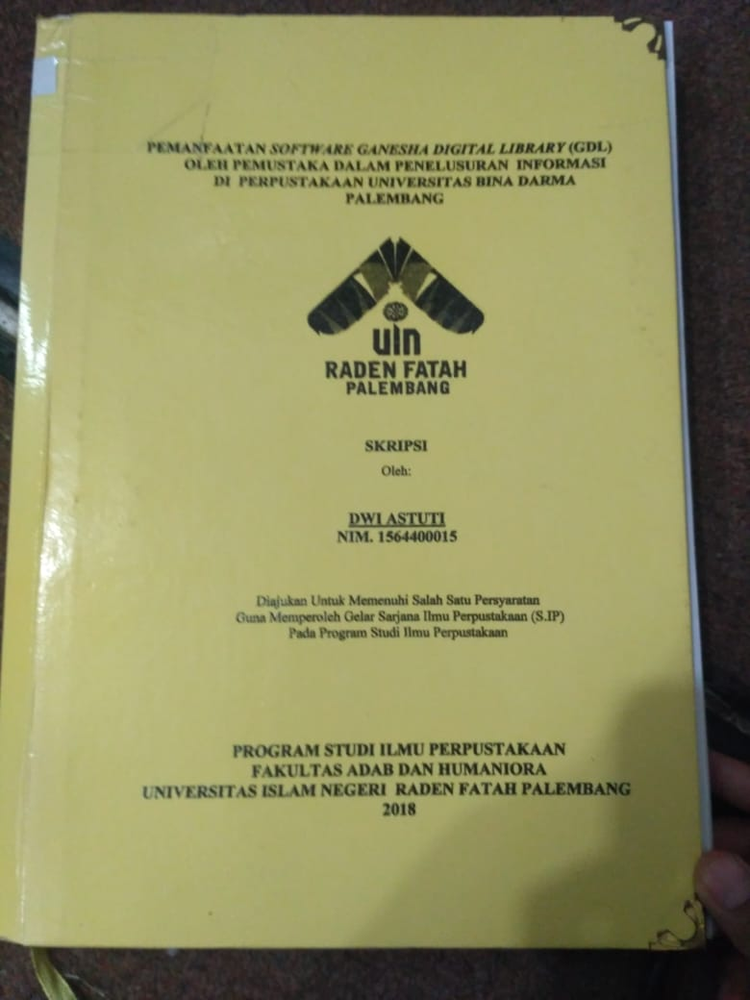 PEMANFAATAN SOFTWARE GANESHA DIGITAL LIBRARY (GDL)
OLEH PEMUSTAKA DALAM PENELUSURAN INFORMASI
DI PERPUSTAKAAN UNIVERSITAS BINA DARMA
PALEMBANG
uin
RADEN FATAH
PALEMBANG
SKRIPSI
Oleh:
DWI ASTUTI
NIM. 1564400015
Diajukan Untuk Memenuhi Salah Satu Persyaratan
Guna Memperoleh Gelar Sarjana Ilmu Perpustakaan (S.IP)
Pada Program Studi Ilmu Perpustakaan
PROGRAM STUDI ILMU PERPUSTAKAAN
FAKULTAS ADAB DAN HUMANIORA
UNIVERSITAS ISLAM NEGERI RADEN FATAH PALEMBANG
2018